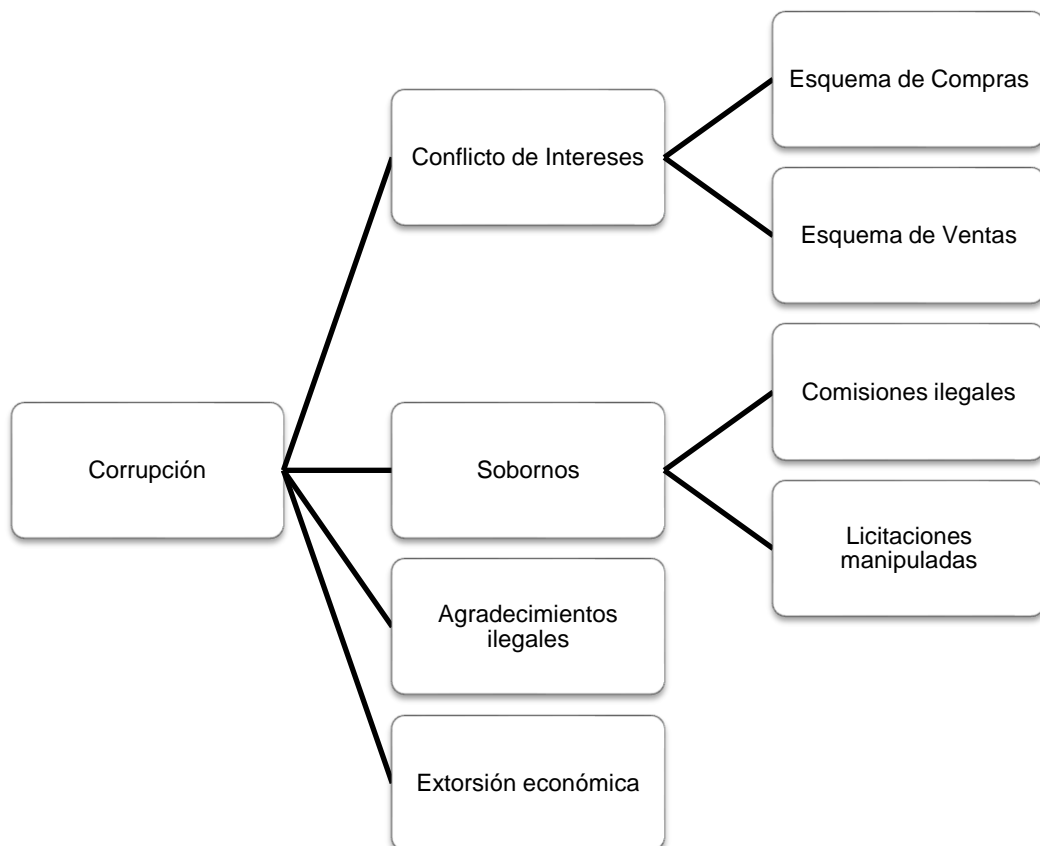 Esquema de Compras
Conflicto de Intereses
Esquema de Ventas
Comisiones ilegales
Corrupción
Sobornos
Licitaciones
manipuladas
Agradecimientos
ilegales
Extorsión económica